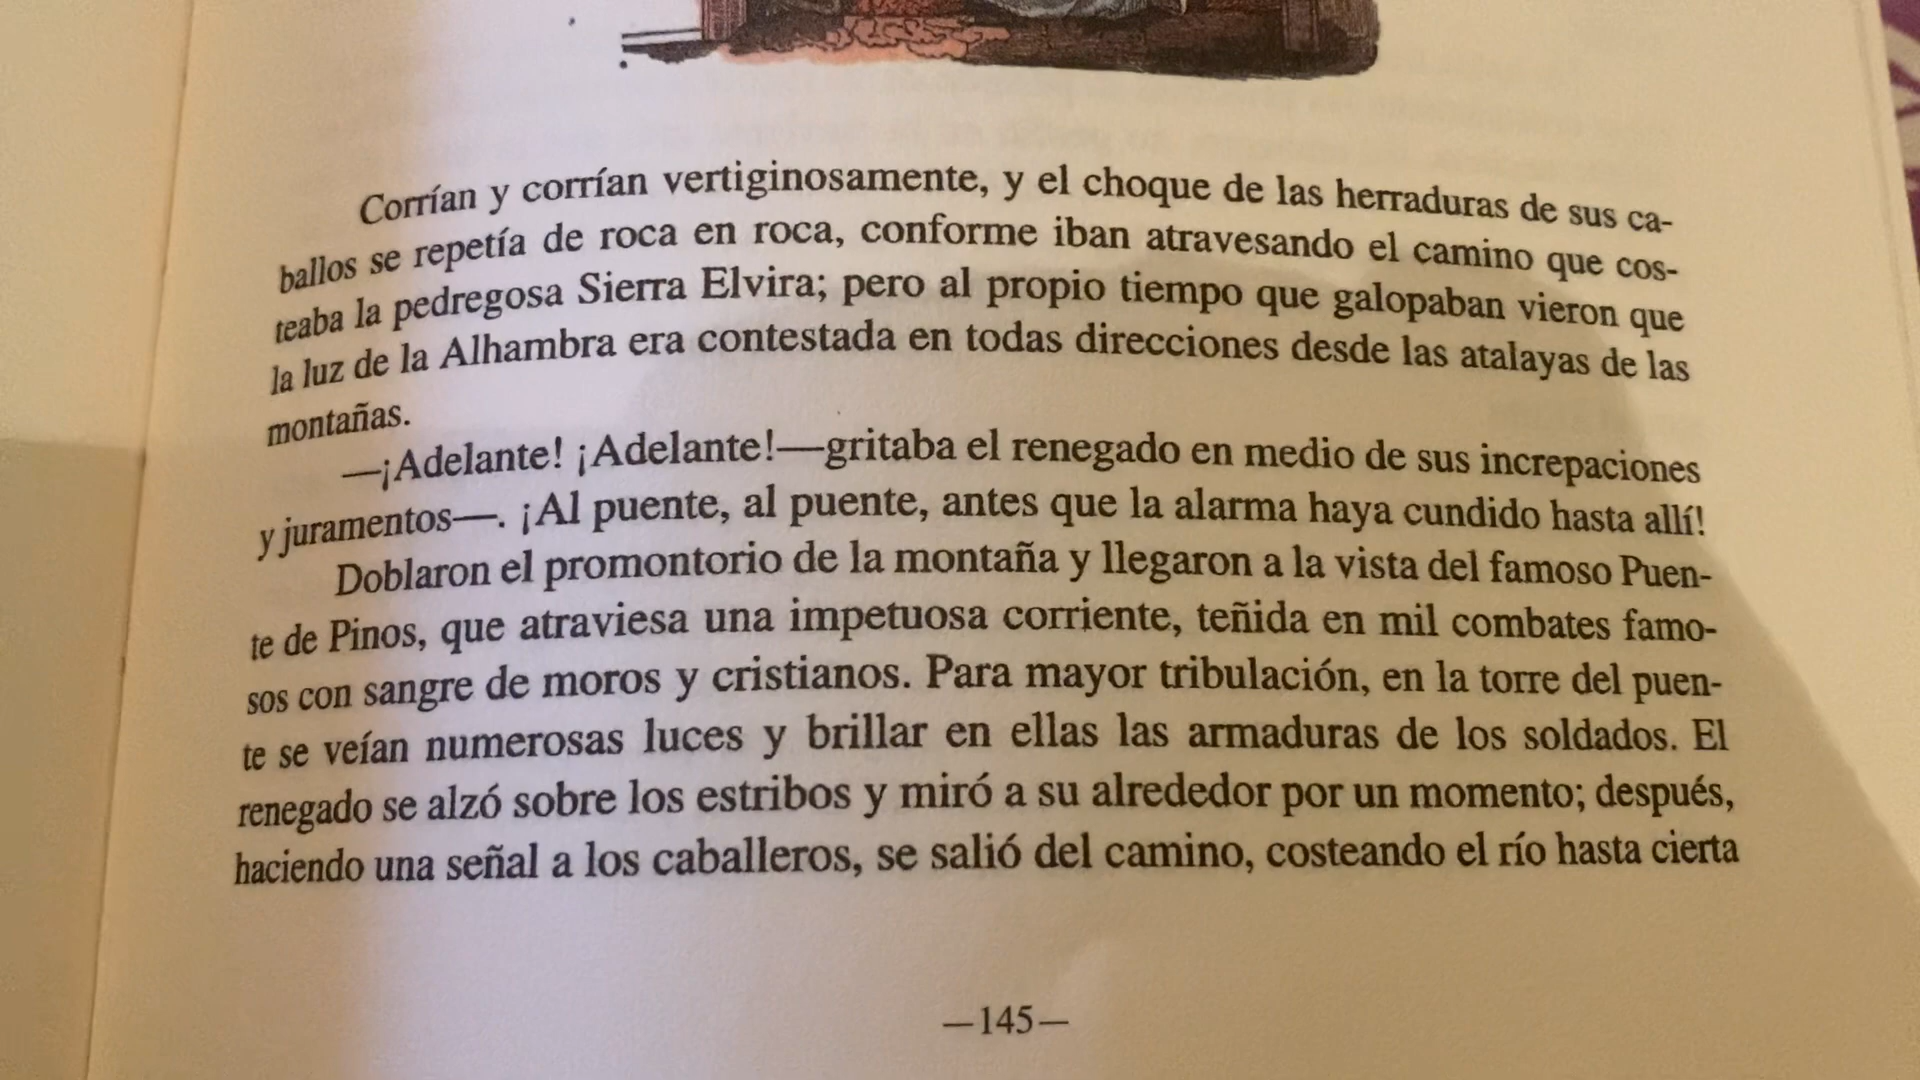 Corrían y corrían vertiginosamente, y el choque de las herraduras de sus ca-
ballos se repetía de roca en roca, conforme iban atravesando el camino que cos-
teaba la pedregosa Sierra Elvira; pero al propio tiempo que galopaban vieron que
la luz de la Alhambra era contestada en todas direcciones desde las atalayas de las
montañas.
—¡Adelante! ¡Adelante!—gritaba el renegado en medio de sus increpaciones
y juramentos—. ¡Al puente, al puente, antes que la alarma haya cundido hasta allí!
Doblaron el promontorio de la montaña y llegaron a la vista del famoso Puen-
te de Pinos, que atraviesa una impetuosa corriente, teñida en mil combates famo-
sos con sangre de moros y cristianos. Para mayor tribulación, en la torre del puen-
te se veían numerosas luces y brillar en ellas las armaduras de los soldados. El
renegado se alzó sobre los estribos y miró a su alrededor por un momento; después,
haciendo una señal a los caballeros, se salió del camino, costeando el río hasta cierta
—145—